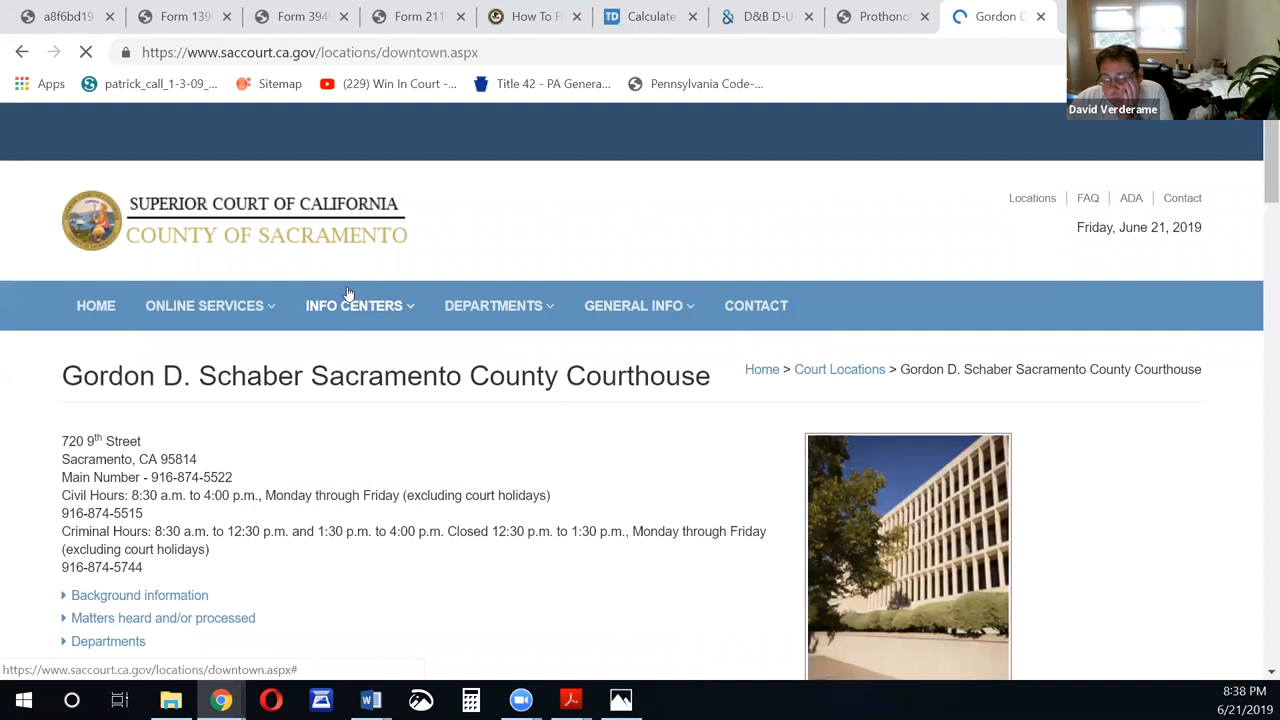 a8f6bd19
Form 139
Form 394
Form 211
How To F
Calculate
D&B D-U
Prothono
Gordon D
https://www.saccourt.ca.gov/locations/downtown.aspx
Apps
patrick_call_1-3-09_...
Sitemap
(229) Win In Court -...
Title 42 - PA Genera...
Pennsylvania Code-...
David Verderame
SUPERIOR COURT OF CALIFORNIA
COUNTY OF SACRAMENTO
Locations | FAQ | ADA | Contact
Friday, June 21, 2019
HOME ONLINE SERVICES INFO CENTERS DEPARTMENTS GENERAL INFO CONTACT
Gordon D. Schaber Sacramento County Courthouse
Home > Court Locations > Gordon D. Schaber Sacramento County Courthouse
720 9th Street
Sacramento, CA 95814
Main Number - 916-874-5522
Civil Hours: 8:30 a.m. to 4:00 p.m., Monday through Friday (excluding court holidays)
916-874-5515
Criminal Hours: 8:30 a.m. to 12:30 p.m. and 1:30 p.m. to 4:00 p.m. Closed 12:30 p.m. to 1:30 p.m., Monday through Friday
(excluding court holidays)
916-874-5744
Background information
Matters heard and/or processed
Departments
https://www.saccourt.ca.gov/locations/downtown.aspx#
8:38 PM
6/21/2019